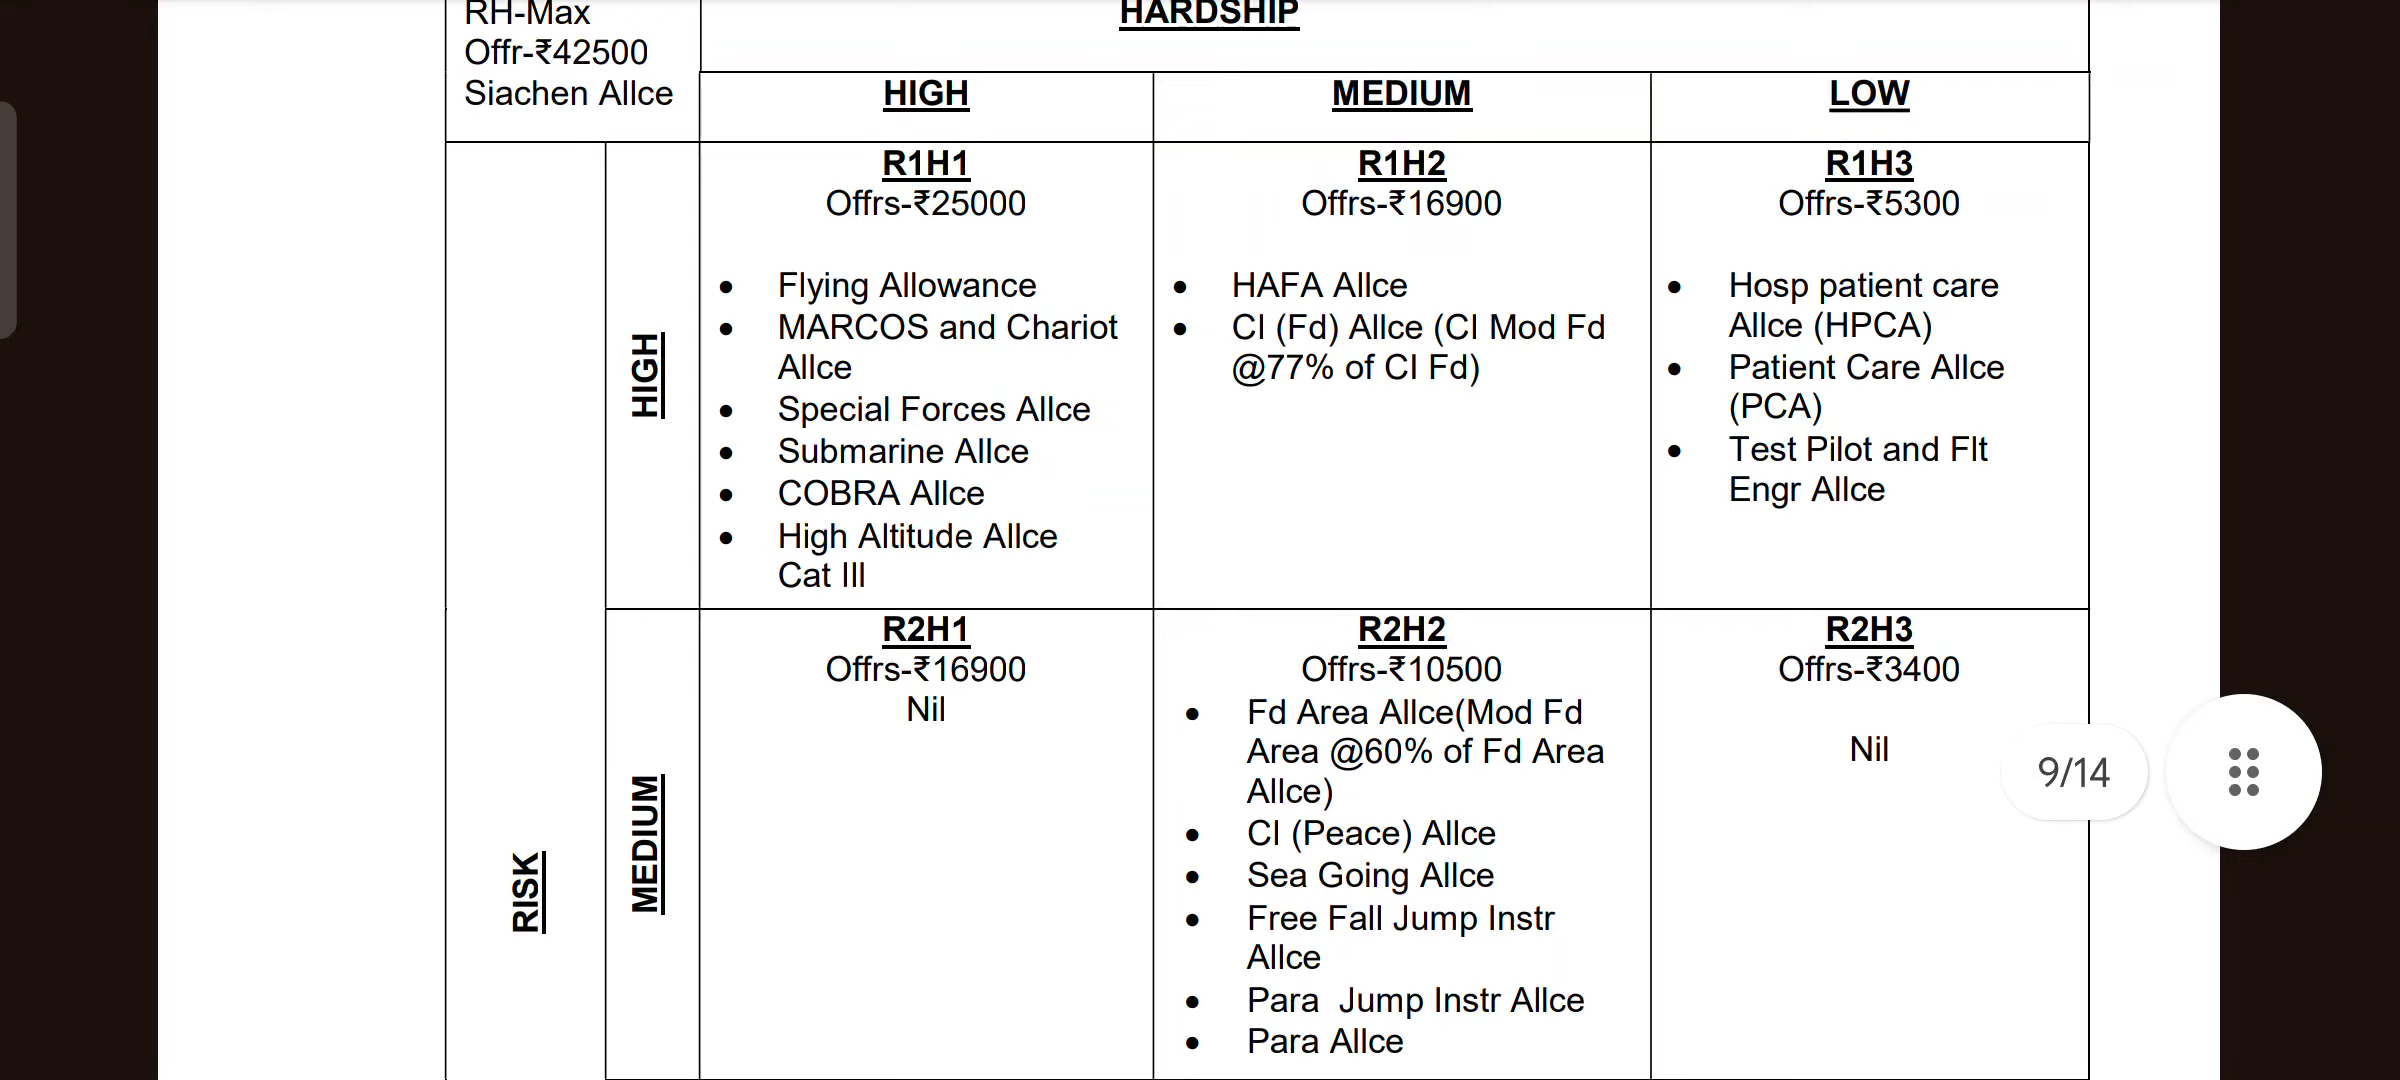 RH-Max
Offr-₹42500
Siachen Allce
HARDSHIP
HIGH
MEDIUM
LOW
RISK
HIGH
R1H1
Offrs-₹25000
• Flying Allowance
• MARCOS and Chariot
Allce
• Special Forces Allce
• Submarine Allce
• COBRA Allce
• High Altitude Allce
Cat III
R1H2
Offrs-₹16900
• HAFA Allce
• CI (Fd) Allce (CI Mod Fd
@77% of CI Fd)
R1H3
Offrs-₹5300
• Hosp patient care
Allce (HPCA)
• Patient Care Allce
(PCA)
• Test Pilot and Flt
Engr Allce
MEDIUM
R2H1
Offrs-₹16900
Nil
R2H2
Offrs-₹10500
• Fd Area Allce(Mod Fd
Area @60% of Fd Area
Allce)
• CI (Peace) Allce
• Sea Going Allce
• Free Fall Jump Instr
Allce
• Para  Jump Instr Allce
• Para Allce
R2H3
Offrs-₹3400
Nil
9/14